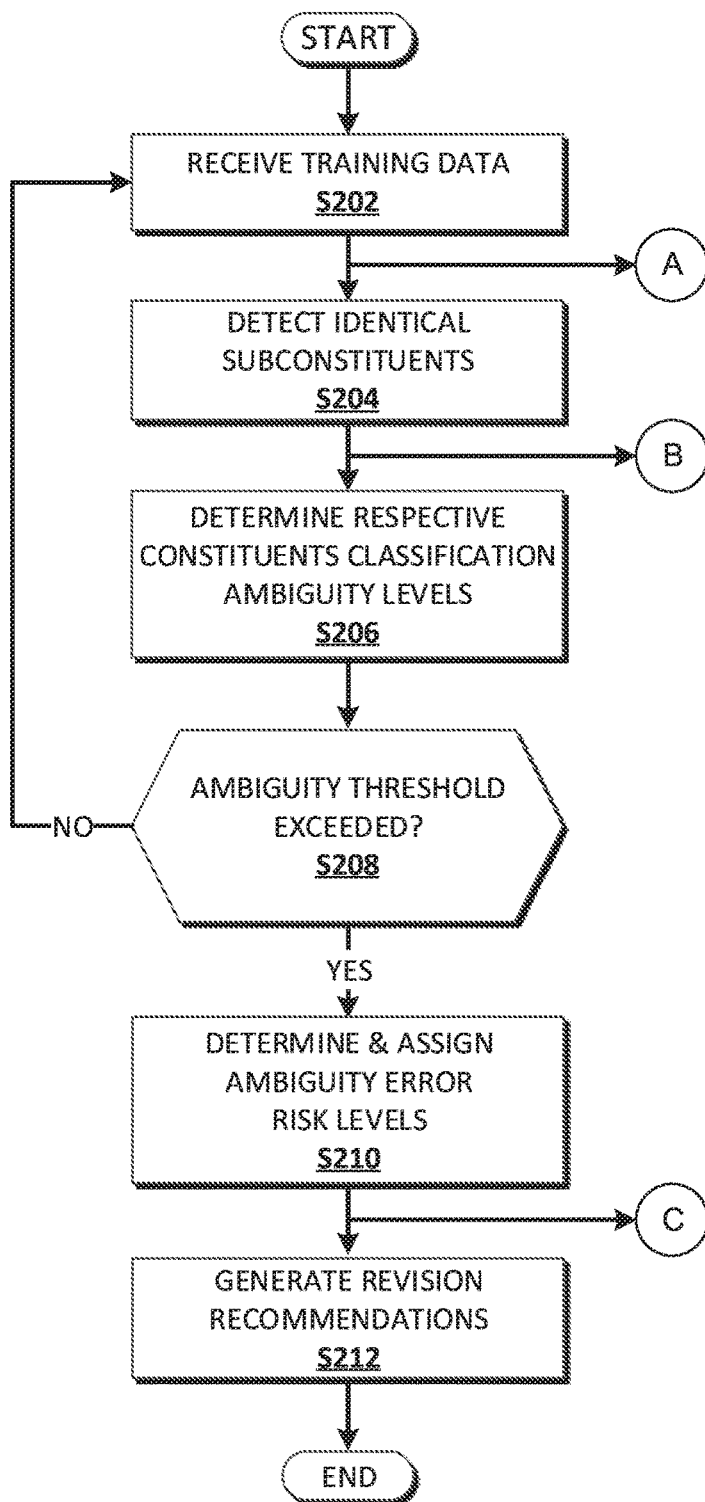 START
RECEIVE TRAINING DATA
S202
A
DETECT IDENTICAL
SUBCONSTITUENTS
S204
B
DETERMINE RESPECTIVE
CONSTITUENTS CLASSIFICATION
AMBIGUITY LEVELS
S206
AMBIGUITY THRESHOLD
EXCEEDED?
S208
NO
YES
DETERMINE & ASSIGN
AMBIGUITY ERROR
RISK LEVELS
S210
C
GENERATE REVISION
RECOMMENDATIONS
S212
END